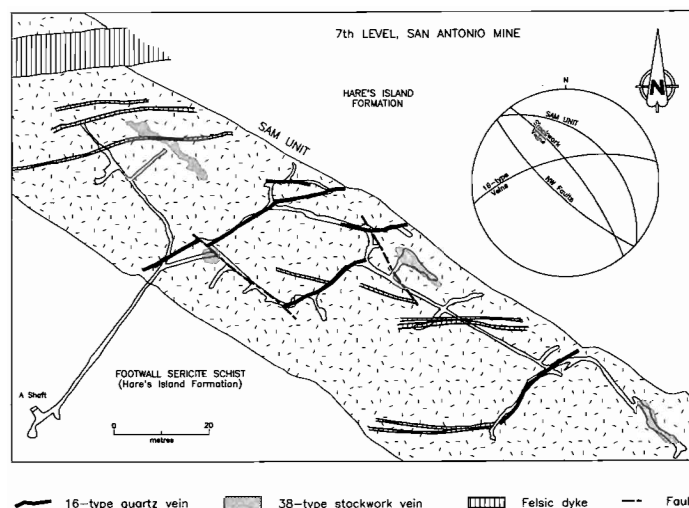 7th LEVEL, SAN ANTONIO MINE
HARE'S ISLAND
FORMATION
SAM UNIT
N
N
SAM UNIT
Stockwork
Veins
16-type
Veins
NW Faults
FOOTWALL SERICITE SCHIST
(Hare's Island Formation)
A Shaft
0 20
metres
16-type quartz vein
38-type stockwork vein
Felsic dyke
Faul